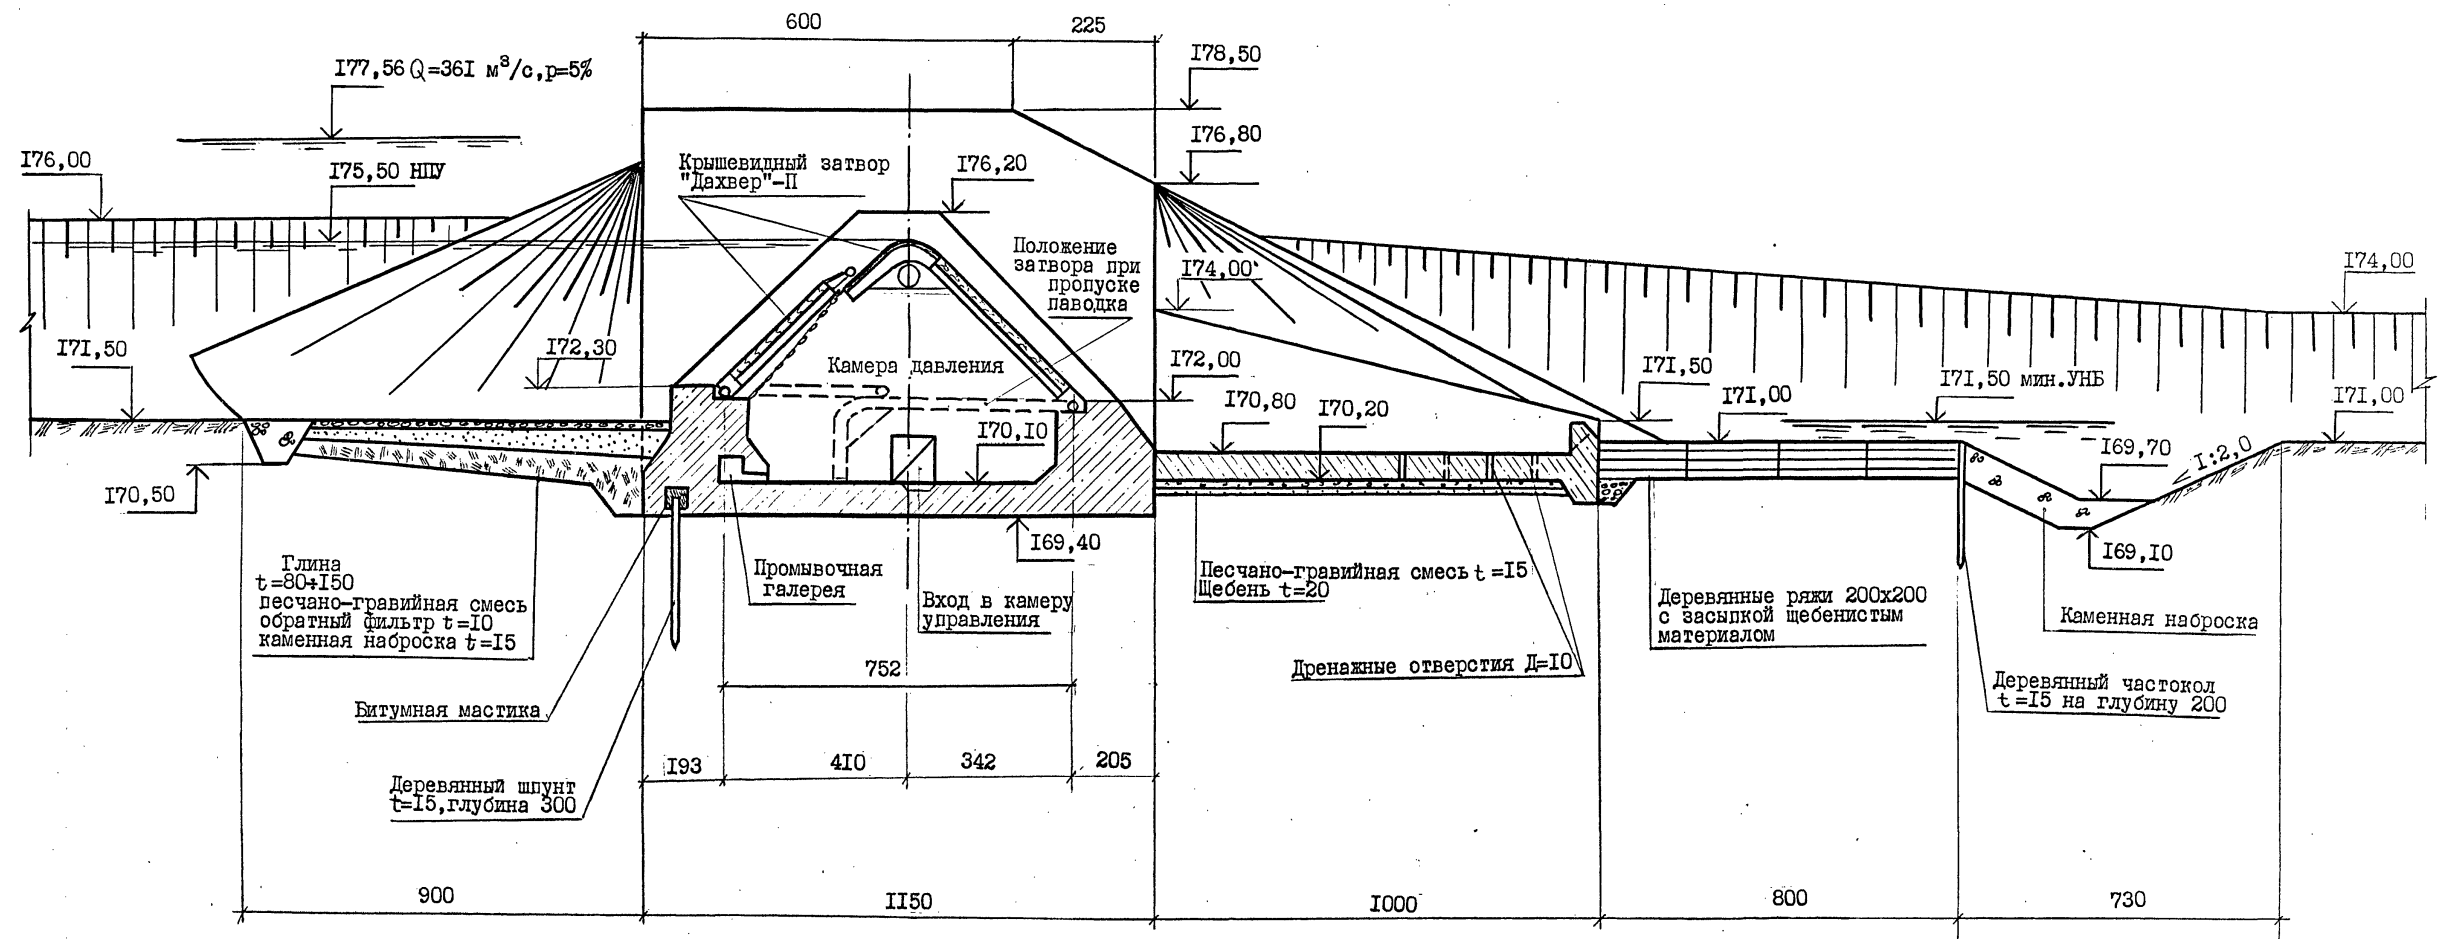 600
225
177,56 Q=361 м³/с,р=5%
178,50
176,80
176,00
175,50 НПУ
Крышевидный затвор
"Дахвер"-П
176,20
Положение
затвора при
пропуске
паводка
174,00
174,00
171,50
172,30
Камера давления
172,00
171,50
171,50 мин.УНБ
171,00
171,00
170,80
170,20
170,10
169,70
1:2,0
170,50
169,40
169,10
Глина
t=80÷150
песчано-гравийная смесь
обратный фильтр t=10
каменная наброска t=15
Промывочная
галерея
Вход в камеру
управления
Песчано-гравийная смесь t=15
Щебень t=20
Деревянные ряжи 200х200
с засыпкой щебенистым
материалом
Каменная наброска
Дренажные отверстия Д=10
752
Битумная мастика
Деревянный частокол
t=15 на глубину 200
193
410
342
205
Деревянный шпунт
t=15,глубина 300
900
1150
1000
800
730